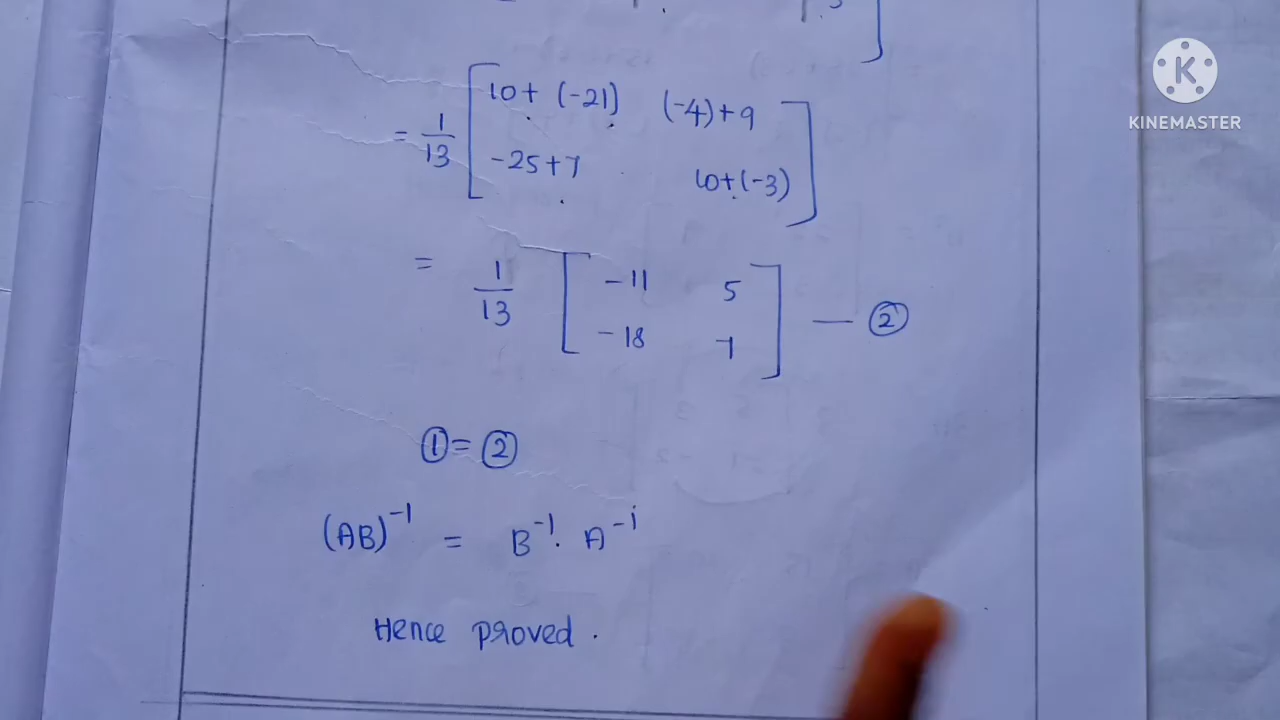 3
= 1/13 [ 10 + (-21) (-4) + 9
-25 + 7 10 + (-3) ]
= 1/13 [ -11 5
-18 7 ] — ②
① = ②
(AB)⁻¹ = B⁻¹. A⁻¹
Hence proved.
K
KINEMASTER